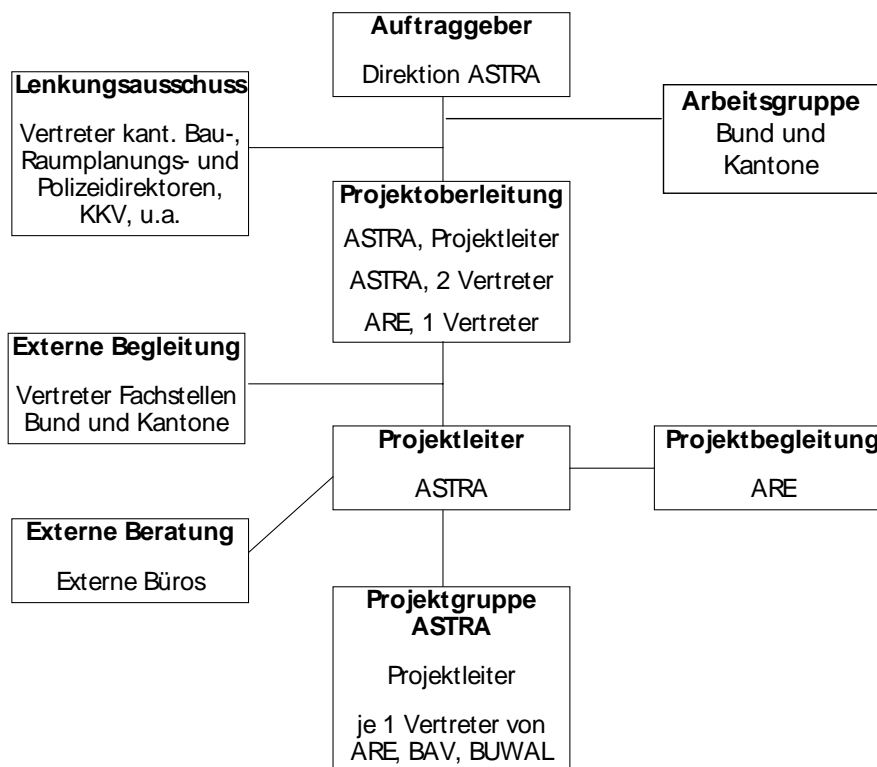 Auftraggeber
Direktion ASTRA
Lenkungsausschuss
Vertreter kant. Bau-,
Raumplanungs- und
Polizeidirektoren,
KKV, u.a.
Arbeitsgruppe
Bund und
Kantone
Projektoberleitung
ASTRA, Projektleiter
ASTRA, 2 Vertreter
ARE, 1 Vertreter
Externe Begleitung
Vertreter Fachstellen
Bund und Kantone
Projektleiter
ASTRA
Projektbegleitung
ARE
Externe Beratung
Externe Büros
Projektgruppe
ASTRA
Projektleiter
je 1 Vertreter von
ARE, BAV, BUWAL